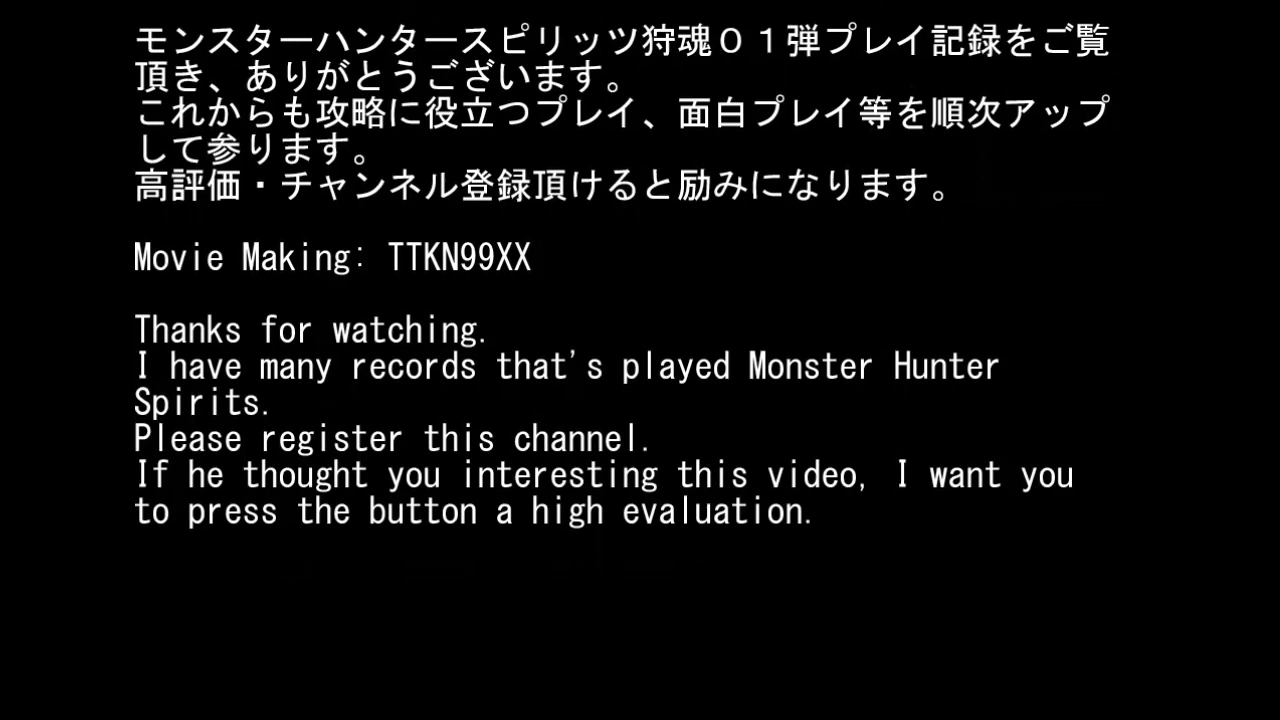 モンスターハンタースピリッツ狩魂０１弾プレイ記録をご覧
頂き、ありがとうございます。
これからも攻略に役立つプレイ、面白プレイ等を順次アップ
して参ります。
高評価・チャンネル登録頂けると励みになります。
Movie Making: TTKN99XX
Thanks for watching.
I have many records that's played Monster Hunter
Spirits.
Please register this channel.
If he thought you interesting this video, I want you
to press the button a high evaluation.